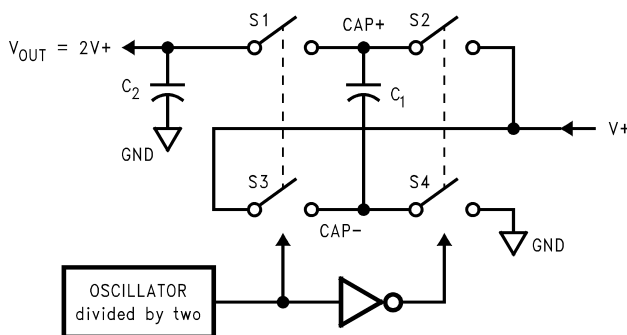 S1
CAP+
S2
V_OUT = 2V+
C_2
C_1
GND
V+
S3
S4
CAP-
GND
OSCILLATOR
divided by two